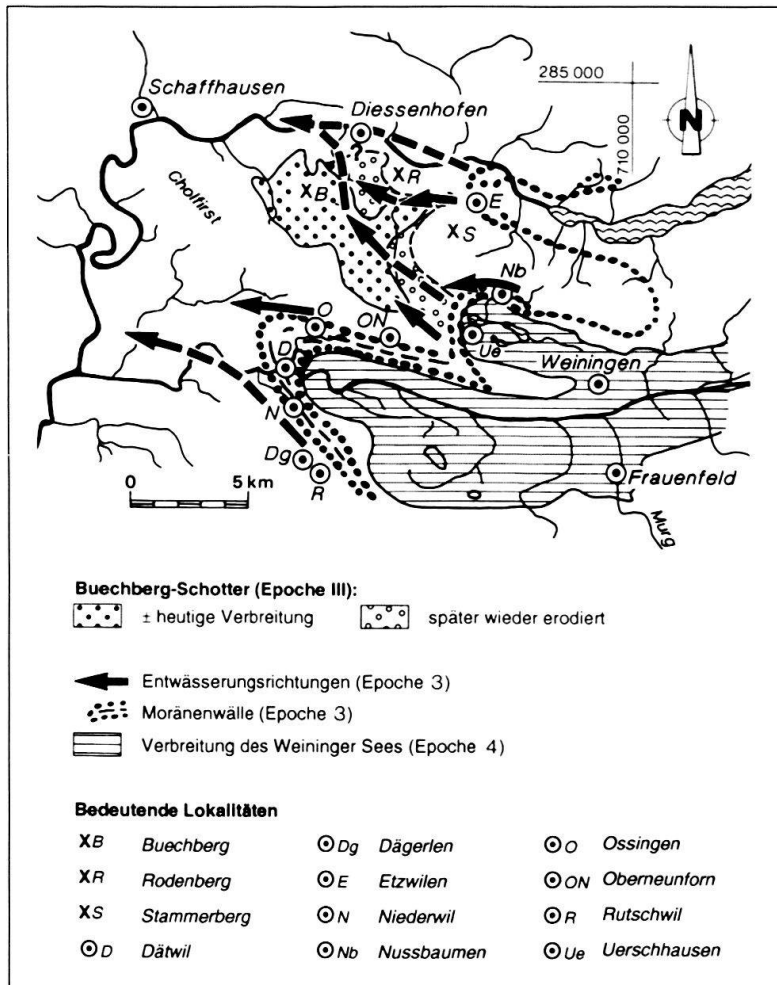 Schaffhausen
285 000
710 000
N
Diessenhofen
Cholfirst
?
XR
XB
E
XS
Nb
O
ON
Ue
D
Weiningen
N
Dg
R
0 5 km
Frauenfeld
Murg
Buechberg-Schotter (Epoche III):
± heutige Verbreitung später wieder erodiert
Entwässerungsrichtungen (Epoche 3)
Moränenwälle (Epoche 3)
Verbreitung des Weininger Sees (Epoche 4)
Bedeutende Lokalitäten
XB Buechberg Dg Dägerlen O Ossingen
XR Rodenberg E Etzwilen ON Oberneunforn
XS Stammerberg N Niederwil R Rutschwil
D Dätwil Nb Nussbaumen Ue Uerschhausen